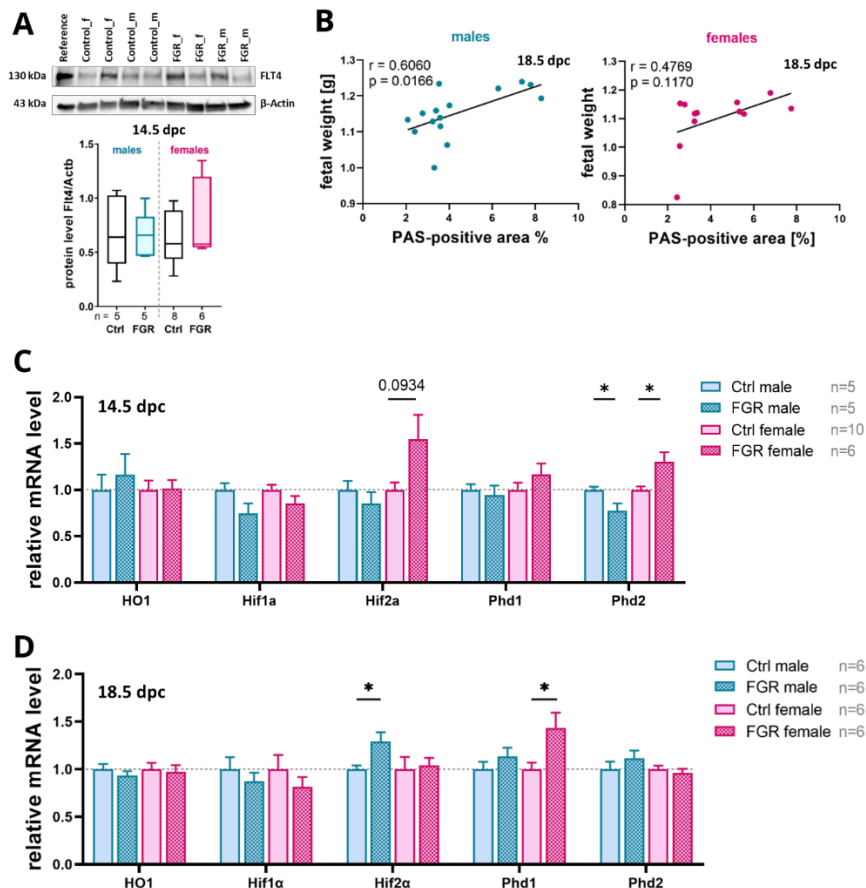 A
Reference
Control_f
Control_f
Control_m
Control_m
FGR_f
FGR_f
FGR_m
FGR_m
130 kDa
FLT4
43 kDa
β-Actin
14.5 dpc
males
females
protein level Flt4/Actb
1.5
1.0
0.5
0.0
n = 5 5 8 6
Ctrl FGR Ctrl FGR
B
males
r = 0.6060
p = 0.0166
18.5 dpc
fetal weight [g]
1.3
1.2
1.1
1.0
0.9
0 2 4 6 8 10
PAS-positive area %
females
r = 0.4769
p = 0.1170
18.5 dpc
fetal weight
1.3
1.2
1.1
1.0
0.9
0.8
0 2 4 6 8 10
PAS-positive area [%]
C
14.5 dpc
relative mRNA level
2.0
1.5
1.0
0.5
0.0
0.0934
*
*
HO1 Hif1a Hif2a Phd1 Phd2
Ctrl male n=5
FGR male n=5
Ctrl female n=10
FGR female n=6
D
18.5 dpc
relative mRNA level
2.0
1.5
1.0
0.5
0.0
*
*
HO1 Hif1α Hif2α Phd1 Phd2
Ctrl male n=6
FGR male n=6
Ctrl female n=6
FGR female n=6